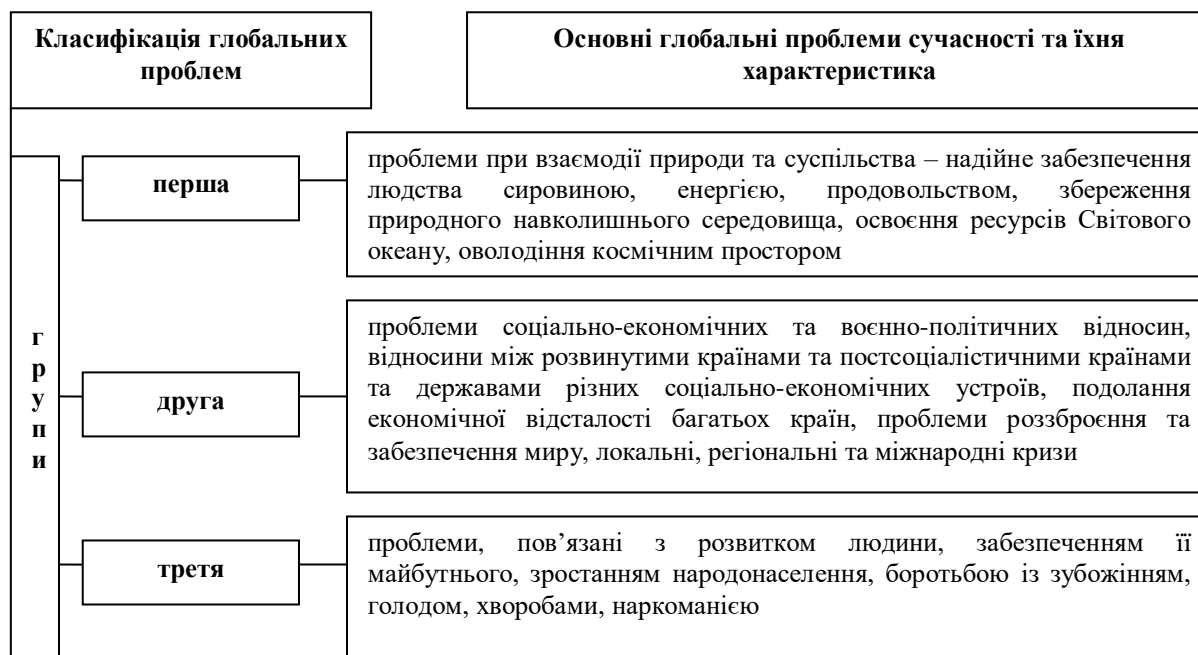 Класифікація глобальних
проблем
Основні глобальні проблеми сучасності та їхня
характеристика
групи
перша
проблеми при взаємодії природи та суспільства – надійне забезпечення
людства сировиною, енергією, продовольством, збереження
природного навколишнього середовища, освоєння ресурсів Світового
океану, оволодіння космічним простором
друга
проблеми соціально-економічних та воєнно-політичних відносин,
відносини між розвинутими країнами та постсоціалістичними країнами
та державами різних соціально-економічних устроїв, подолання
економічної відсталості багатьох країн, проблеми роззброєння та
забезпечення миру, локальні, регіональні та міжнародні кризи
третя
проблеми, пов’язані з розвитком людини, забезпеченням її
майбутнього, зростанням народонаселення, боротьбою із зубожінням,
голодом, хворобами, наркоманією